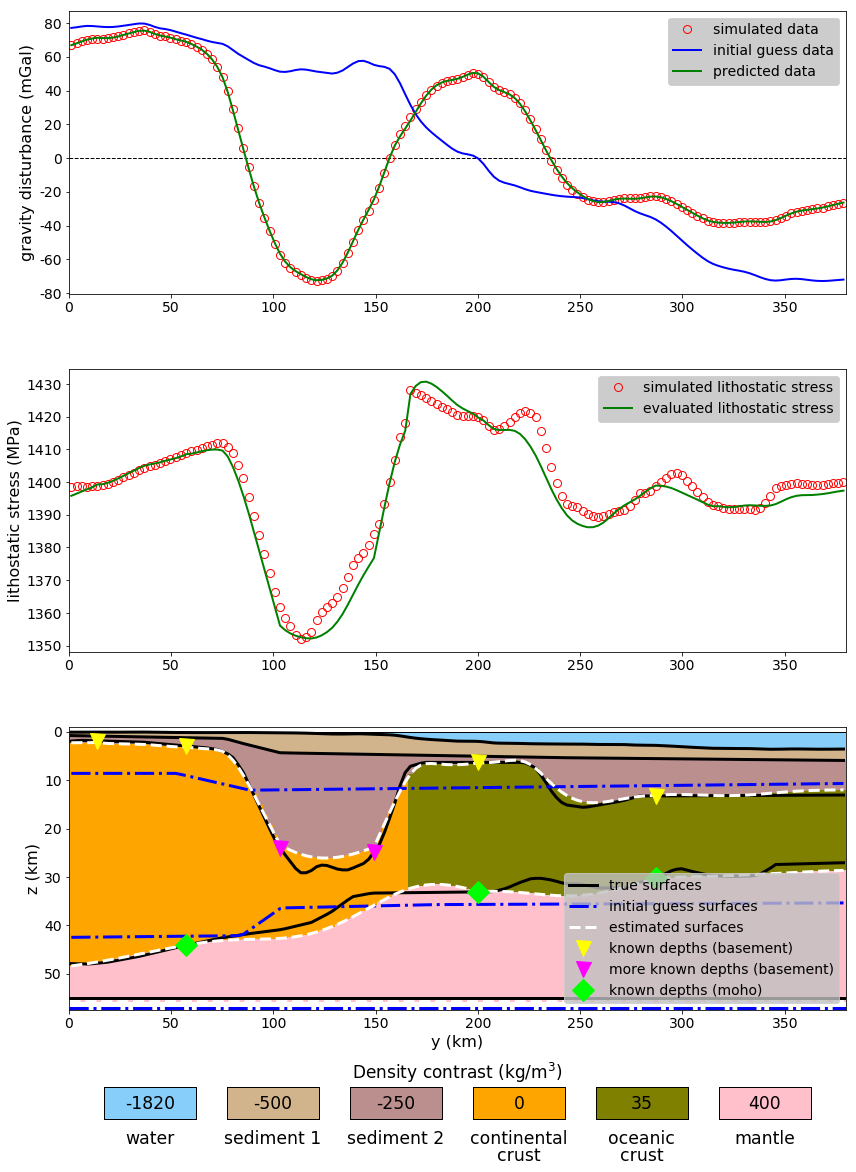 80
60
40
20
0
-20
-40
-60
-80
gravity disturbance (mGal)
simulated data
initial guess data
predicted data
0 50 100 150 200 250 300 350
1430
1420
1410
1400
1390
1380
1370
1360
1350
lithostatic stress (MPa)
simulated lithostatic stress
evaluated lithostatic stress
0 50 100 150 200 250 300 350
0
10
20
30
40
50
z (km)
true surfaces
initial guess surfaces
estimated surfaces
known depths (basement)
more known depths (basement)
known depths (moho)
0 50 100 150 200 250 300 350
y (km)
Density contrast (kg/m³)
-1820 -500 -250 0 35 400
water sediment 1 sediment 2 continental oceanic mantle
crust crust